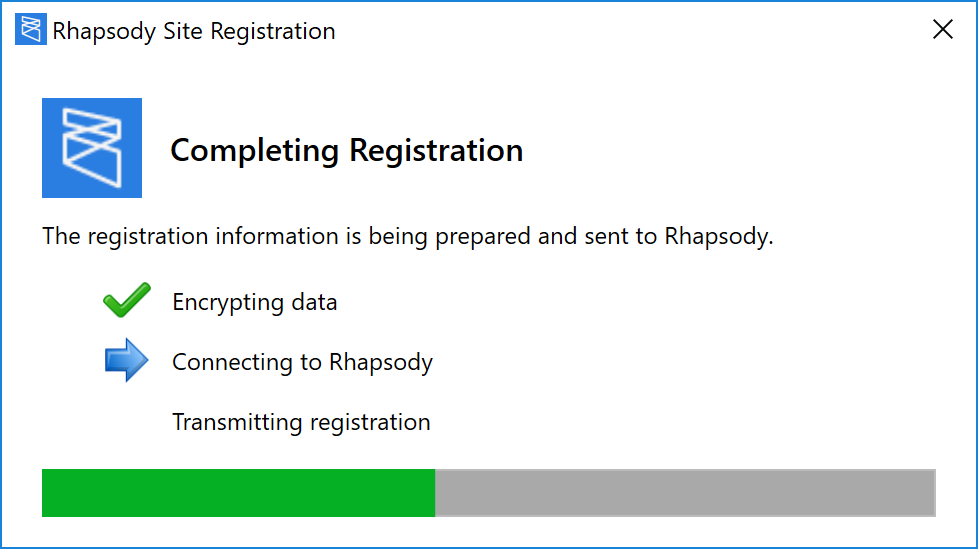 Rhapsody Site Registration
Completing Registration
The registration information is being prepared and sent to Rhapsody.
Encrypting data
Connecting to Rhapsody
Transmitting registration